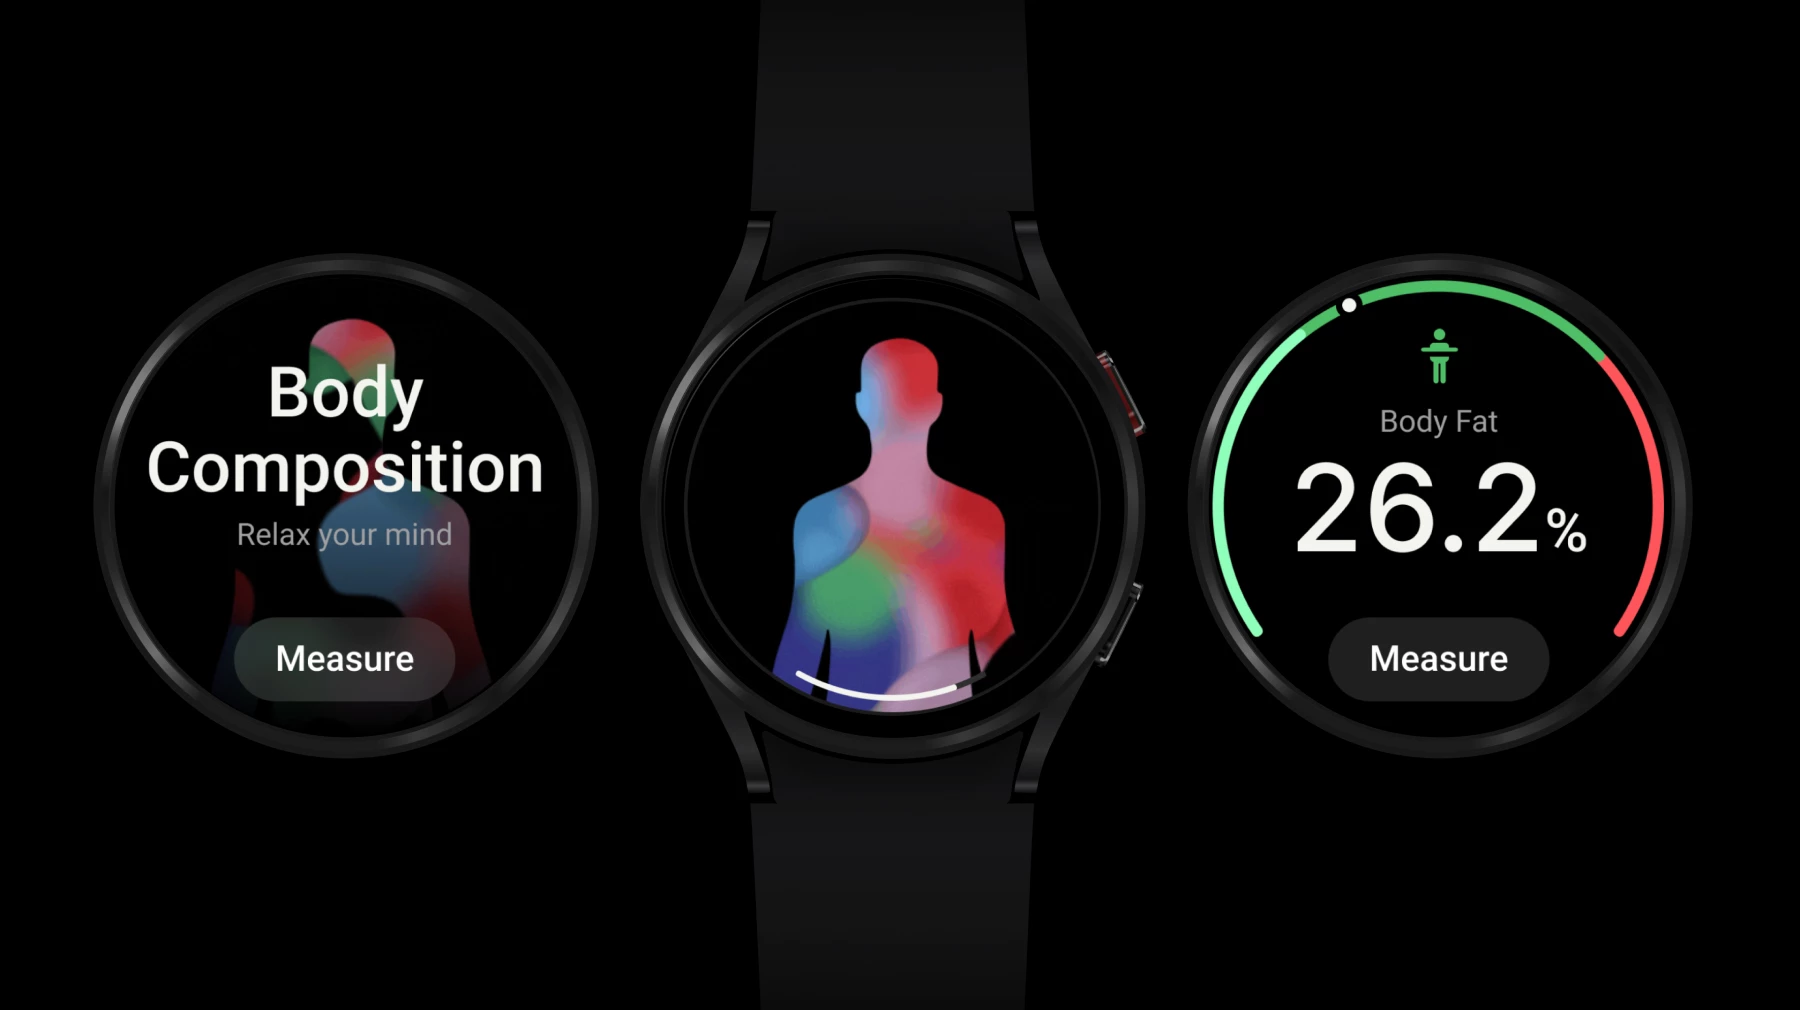 Body
Composition
Relax your mind
Measure
Body Fat
26.2%
Measure